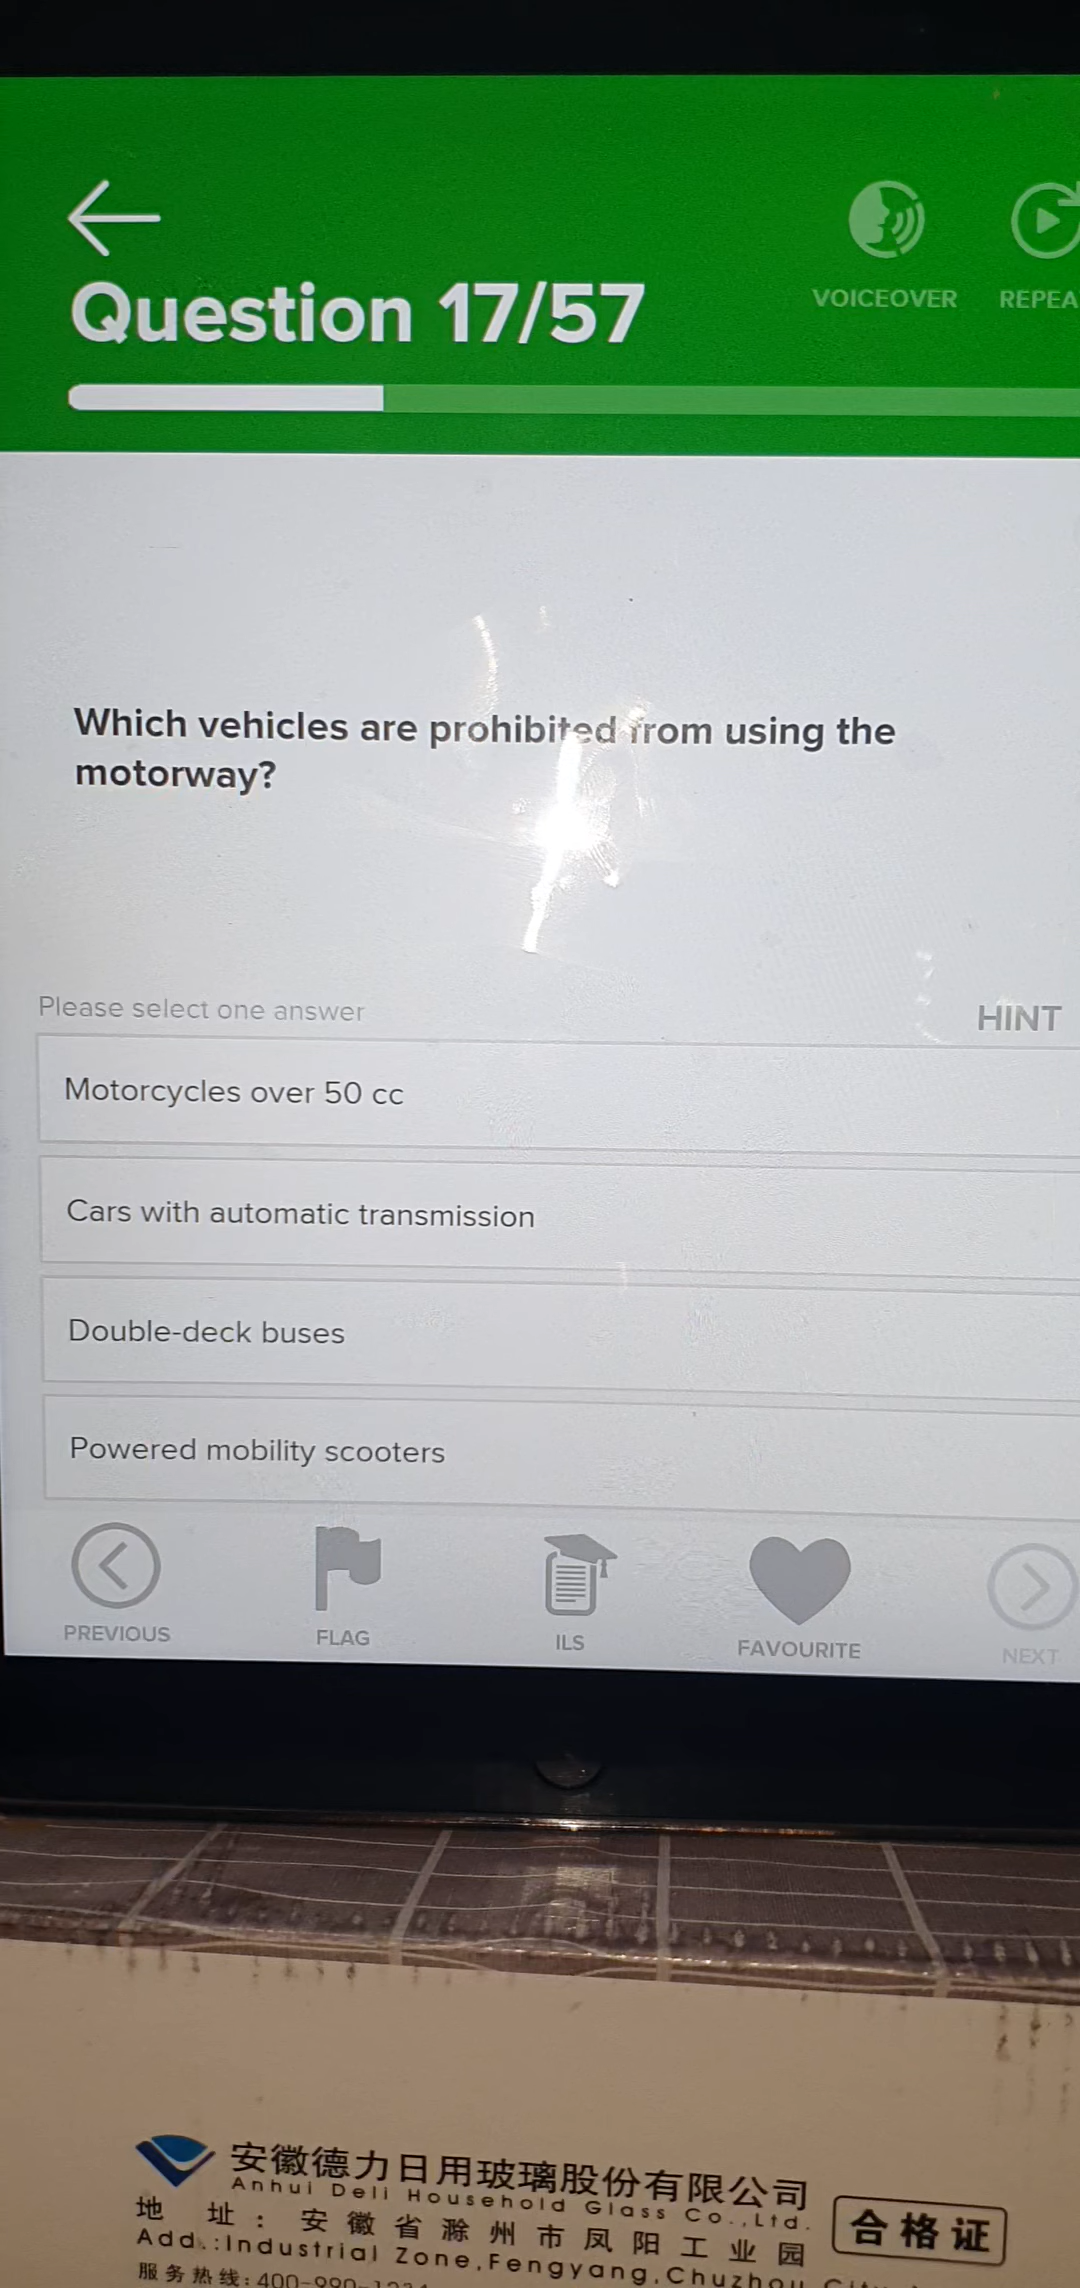 VOICEOVER
REPEA
Question 17/57
Which vehicles are prohibited from using the
motorway?
Please select one answer
HINT
Motorcycles over 50 cc
Cars with automatic transmission
Double-deck buses
Powered mobility scooters
PREVIOUS
FLAG
ILS
FAVOURITE
NEXT
安徽德力日用玻璃股份有限公司
Anhui Deli Household Glass Co.,Ltd.
地 址：安徽省滁州市凤阳工业园
合格证
Add.:Industrial Zone,Fengyang,Chuzhou
服务热线:400-990-